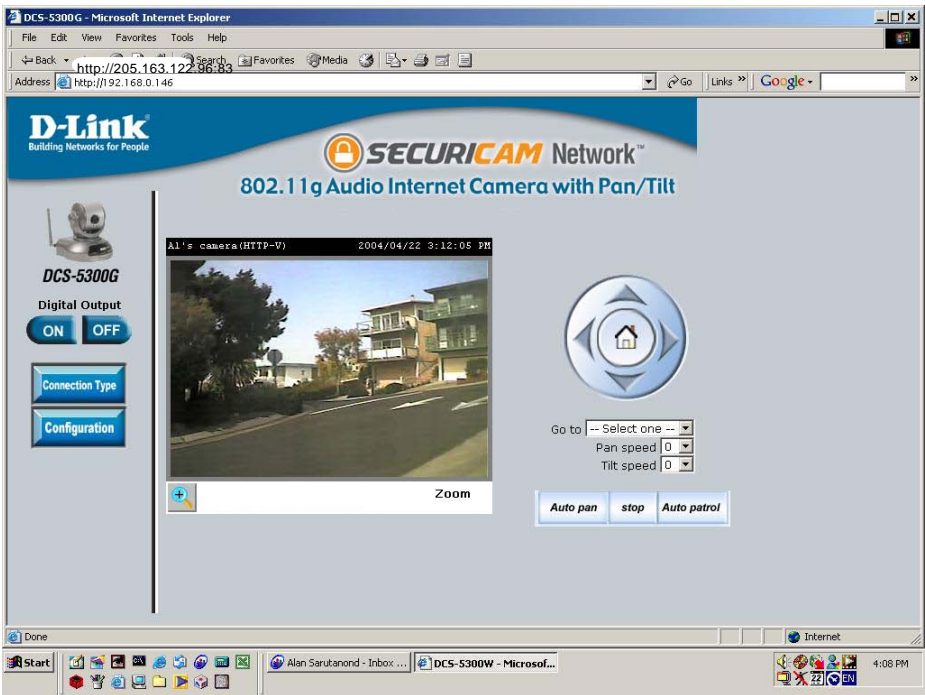 DCS-5300G - Microsoft Internet Explorer
File Edit View Favorites Tools Help
Back Search Favorites Media
http://205.163.122.96:83
Address http://192.168.0.146 Go Links » Google »
D-Link
Building Networks for People
SECURICAM Network™
802.11g Audio Internet Camera with Pan/Tilt
Al's camera(HTTP-V) 2004/04/22 3:12:05 PM
DCS-5300G
Digital Output
ON OFF
Connection Type
Configuration
Go to -- Select one --
Pan speed 0
Tilt speed 0
Zoom
Auto pan stop Auto patrol
Done Internet
Start Alan Sarutanond - Inbox ... DCS-5300W - Microsof... 22 EN 4:08 PM